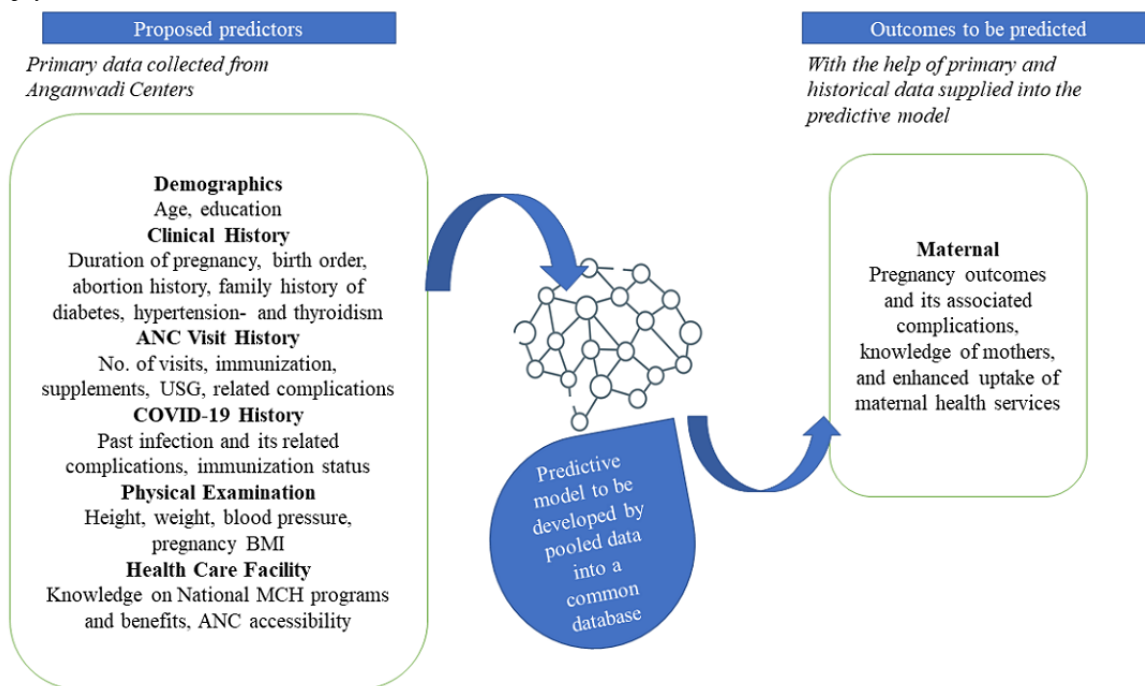 Proposed predictors
Primary data collected from
Anganwadi Centers
Demographics
Age, education
Clinical History
Duration of pregnancy, birth order,
abortion history, family history of
diabetes, hypertension- and thyroidism
ANC Visit History
No. of visits, immunization,
supplements, USG, related complications
COVID-19 History
Past infection and its related
complications, immunization status
Physical Examination
Height, weight, blood pressure,
pregnancy BMI
Health Care Facility
Knowledge on National MCH programs
and benefits, ANC accessibility
Predictive
model to be
developed by
pooled data
into a
common
database
Outcomes to be predicted
With the help of primary and
historical data supplied into the
predictive model
Maternal
Pregnancy outcomes
and its associated
complications,
knowledge of mothers,
and enhanced uptake of
maternal health services